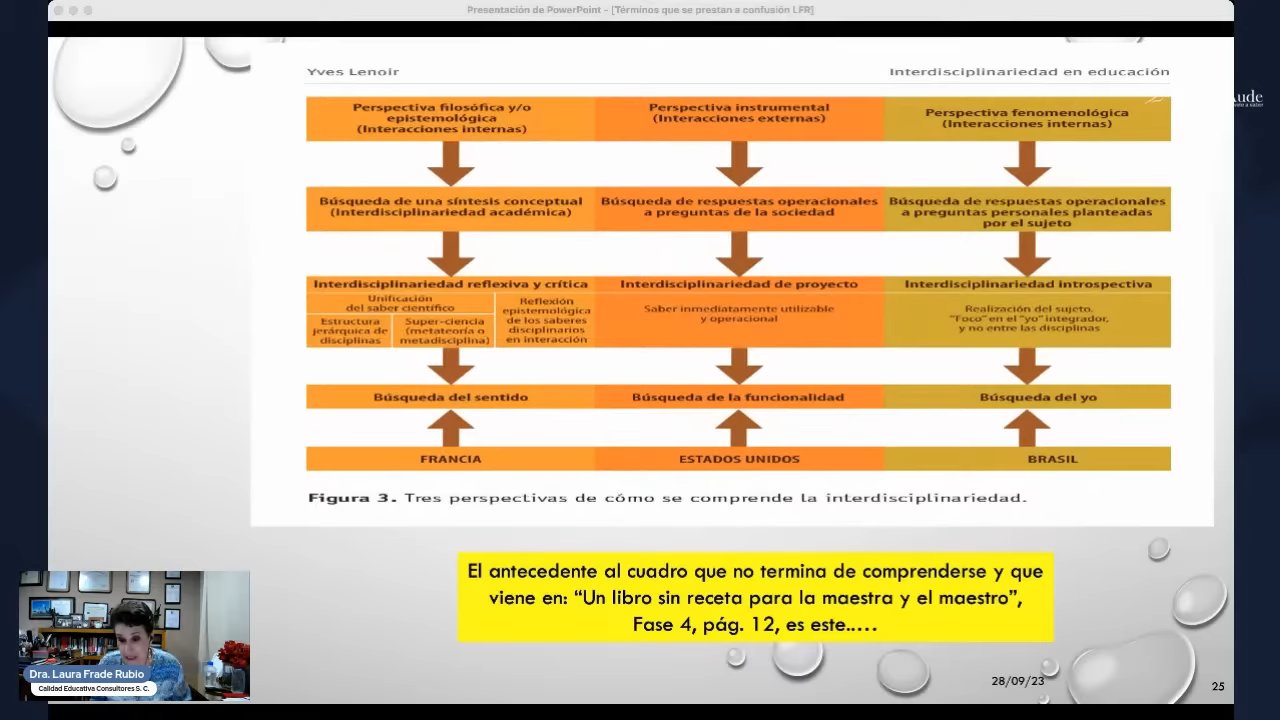 Presentación de PowerPoint - [Términos que se prestan a confusión LFR]
Yves Lenoir
Interdisciplinariedad en educación
Perspectiva filosófica y/o
epistemológica
(Interacciones internas)
Perspectiva instrumental
(Interacciones externas)
Perspectiva fenomenológica
(Interacciones internas)
Búsqueda de una síntesis conceptual
(Interdisciplinariedad académica)
Búsqueda de respuestas operacionales
a preguntas de la sociedad
Búsqueda de respuestas operacionales
a preguntas personales planteadas
por el sujeto
Interdisciplinariedad reflexiva y crítica
Unificación
del saber científico
Estructura
jerárquica de
disciplinas
Super-ciencia
(metateoría o
metadisciplina)
Reflexión
epistemológica
de los saberes
disciplinarios
en interacción
Interdisciplinariedad de proyecto
Saber inmediatamente utilizable
y operacional
Interdisciplinariedad introspectiva
Realización del sujeto.
"Foco" en el "yo" integrador,
y no entre las disciplinas
Búsqueda del sentido
Búsqueda de la funcionalidad
Búsqueda del yo
FRANCIA
ESTADOS UNIDOS
BRASIL
Figura 3. Tres perspectivas de cómo se comprende la interdisciplinariedad.
El antecedente al cuadro que no termina de comprenderse y que
viene en: “Un libro sin receta para la maestra y el maestro”,
Fase 4, pág. 12, es este.....
Dra. Laura Frade Rubio
Calidad Educativa Consultores S. C.
28/09/23
25